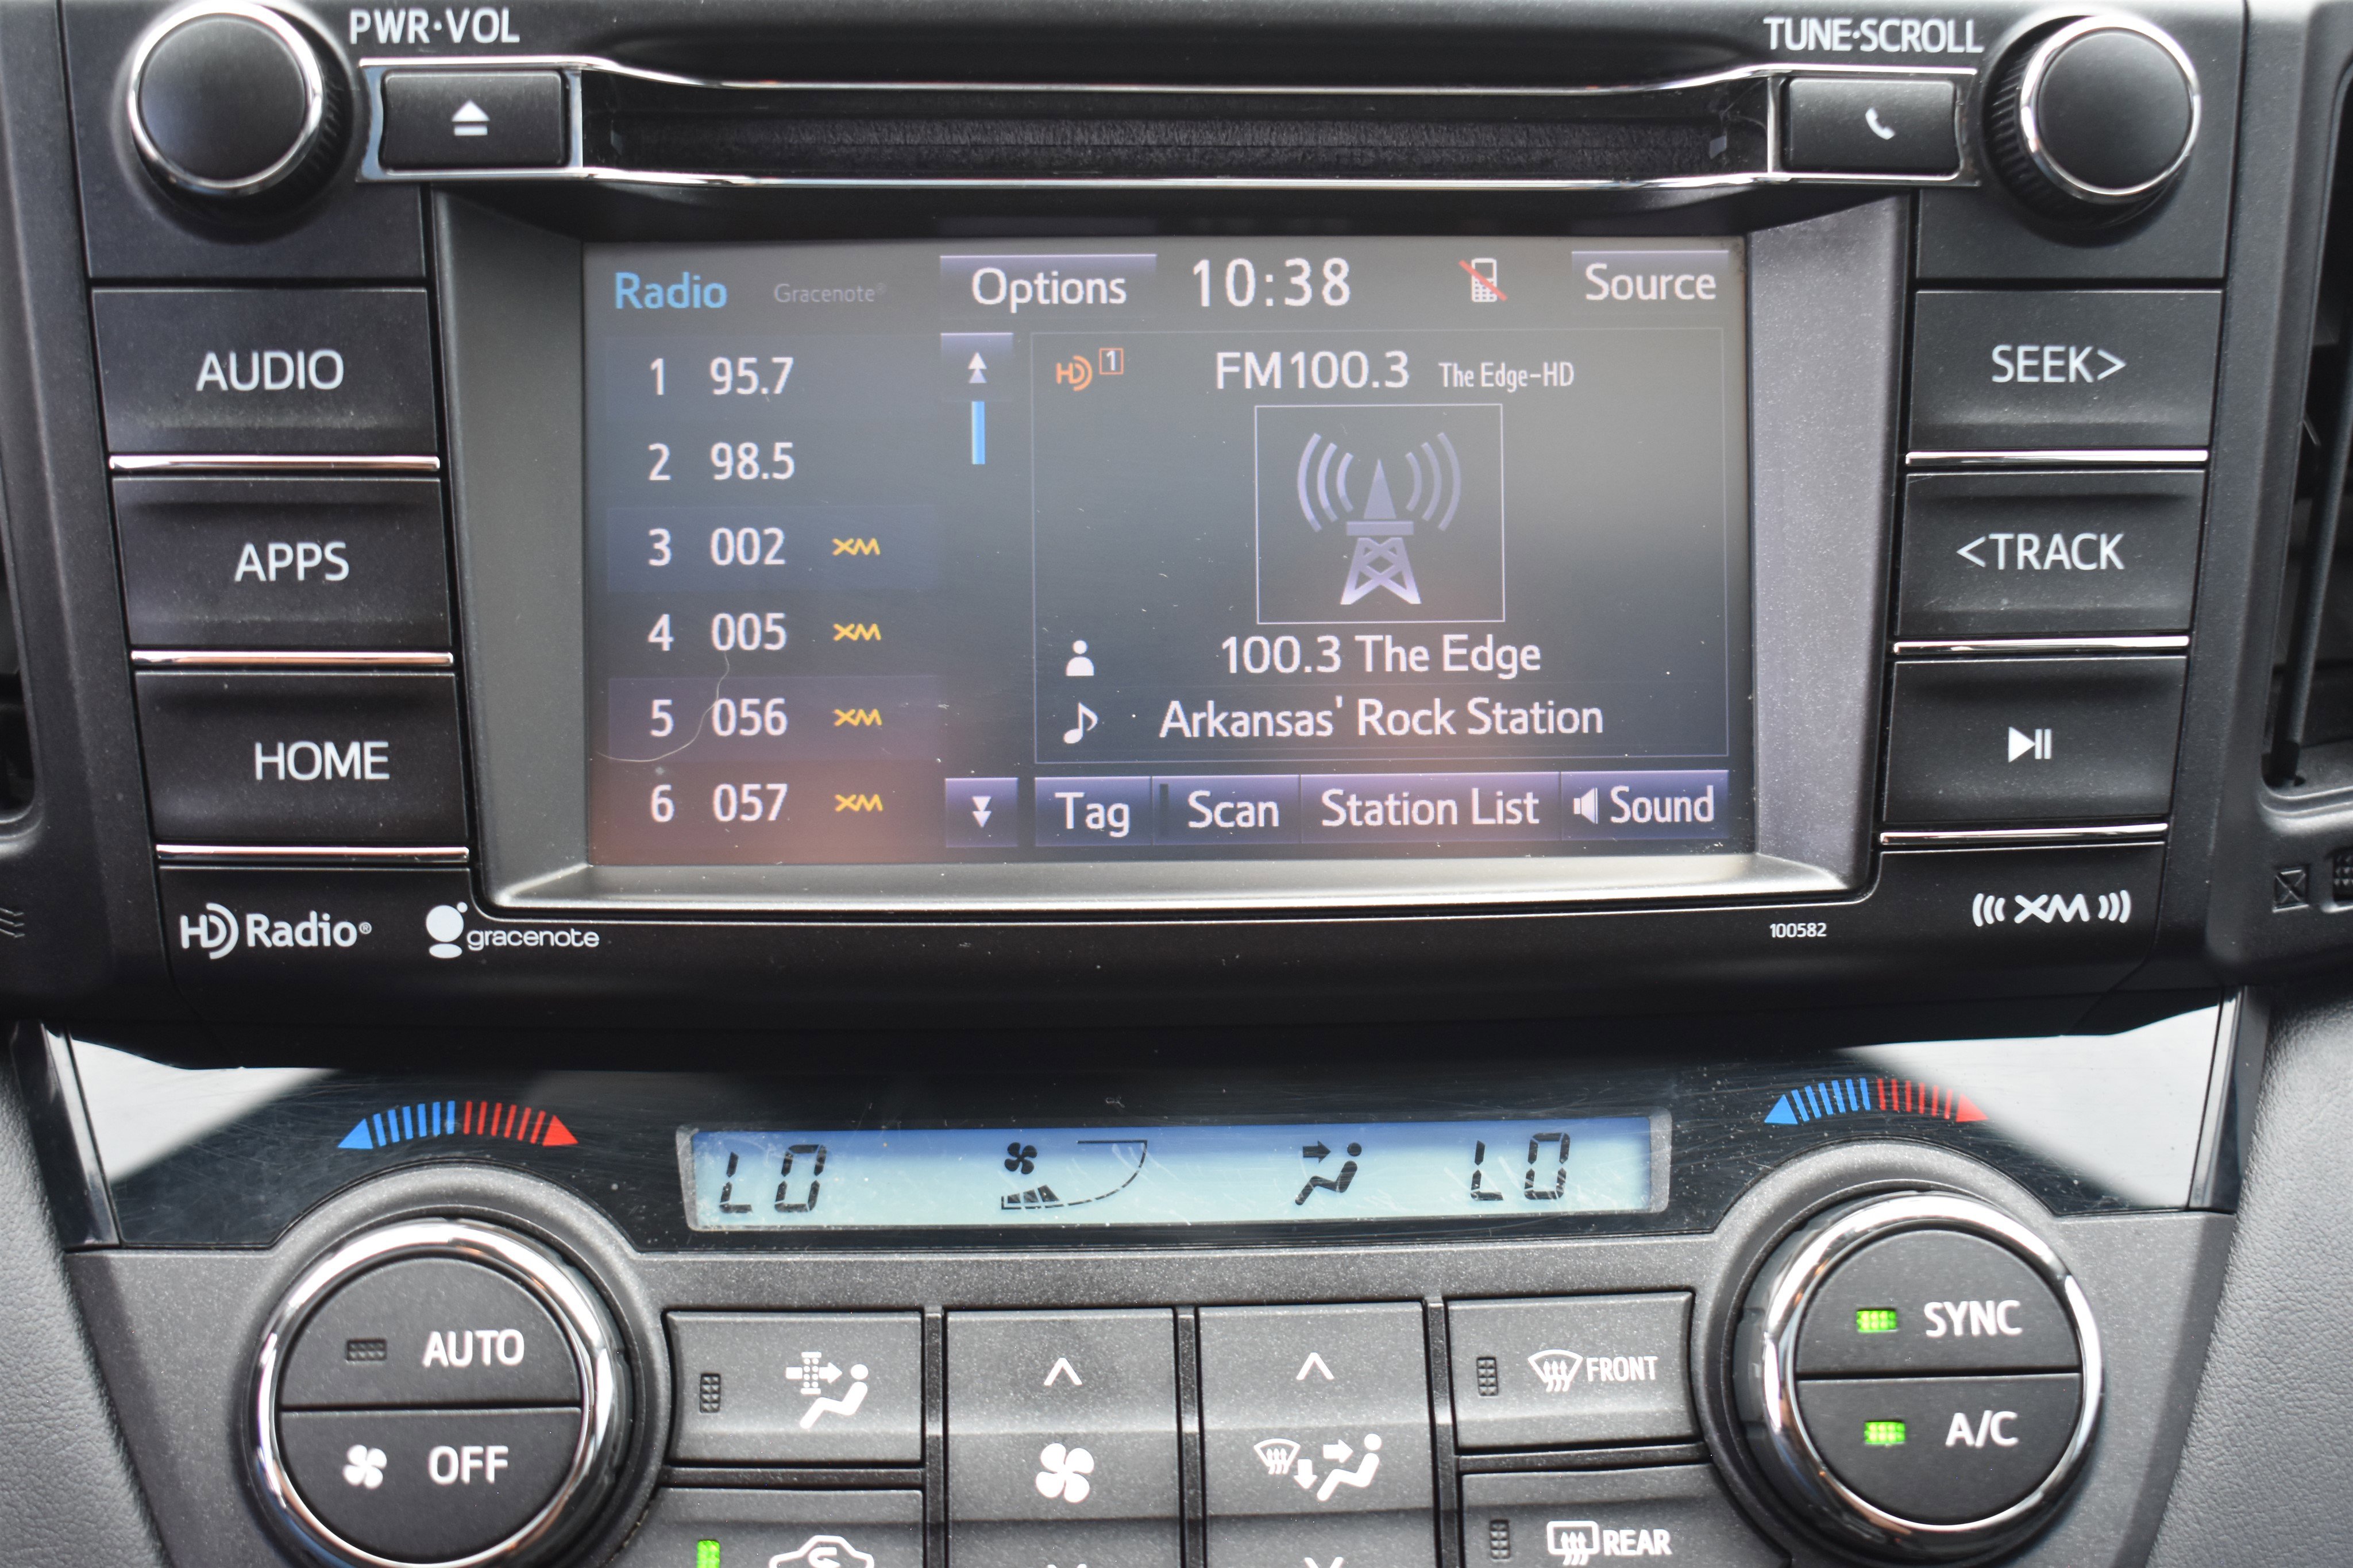 PWR·VOL
TUNE·SCROLL
Radio Gracenote® Options 10:38 Source
AUDIO
APPS
HOME
1 95.7
2 98.5
3 002 XM
4 005 XM
5 056 XM
6 057 XM
HD 1 FM100.3 The Edge-HD
100.3 The Edge
Arkansas' Rock Station
Tag Scan Station List Sound
SEEK>
<TRACK
HD Radio®
gracenote
100582
((( XM )))
LO LO
AUTO
OFF
FRONT
REAR
SYNC
A/C